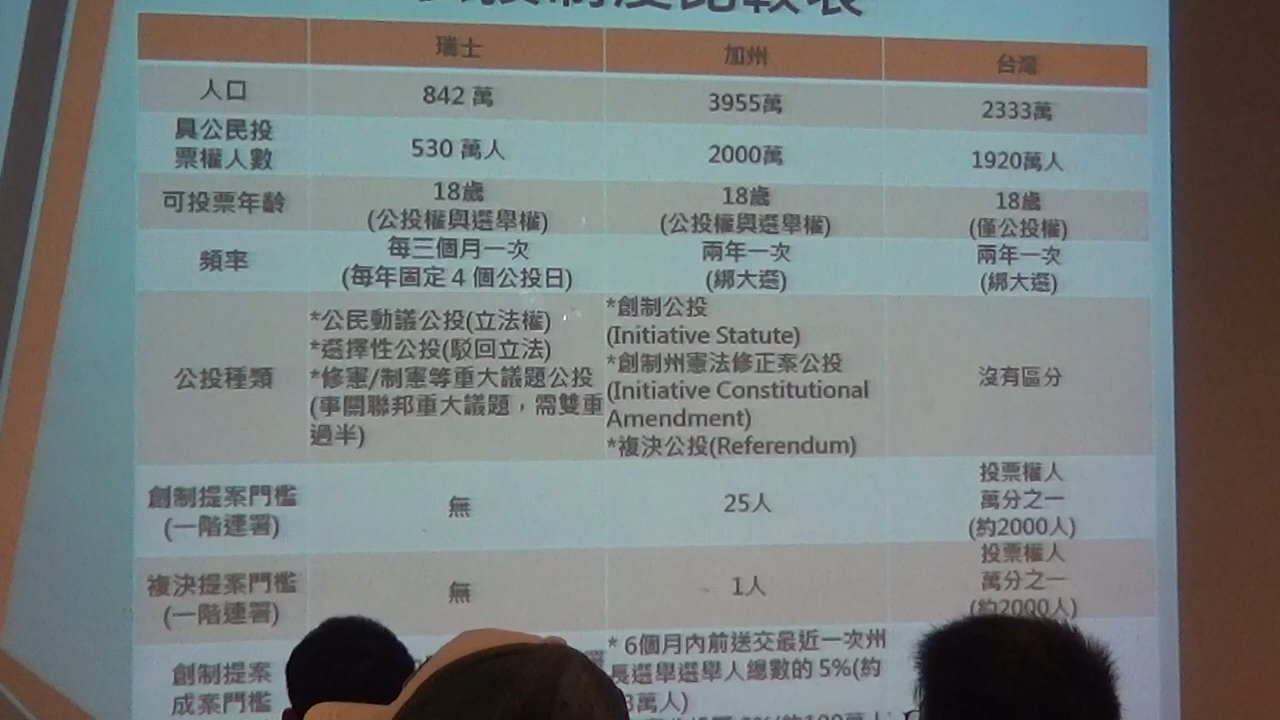 制度比較表
瑞士
加州
台灣
人口
842 萬
3955萬
2333萬
具公民投
票權人數
530 萬人
2000萬
1920萬人
可投票年齡
18歲
(公投權與選舉權)
18歲
(公投權與選舉權)
18歲
(僅公投權)
頻率
每三個月一次
(每年固定 4 個公投日)
兩年一次
(綁大選)
兩年一次
(綁大選)
公投種類
*公民動議公投(立法權)
*選擇性公投(駁回立法)
*修憲/制憲等重大議題公投
(事關聯邦重大議題，需雙重
過半)
*創制公投
(Initiative Statute)
*創制州憲法修正案公投
(Initiative Constitutional
Amendment)
*複決公投(Referendum)
沒有區分
創制提案門檻
(一階連署)
無
25人
投票權人
萬分之一
(約2000人)
複決提案門檻
(一階連署)
無
1人
投票權人
萬分之一
(約2000人)
創制提案
成案門檻
* 6個月內前送交最近一次州
長選舉選舉人總數的 5%(約
萬人)